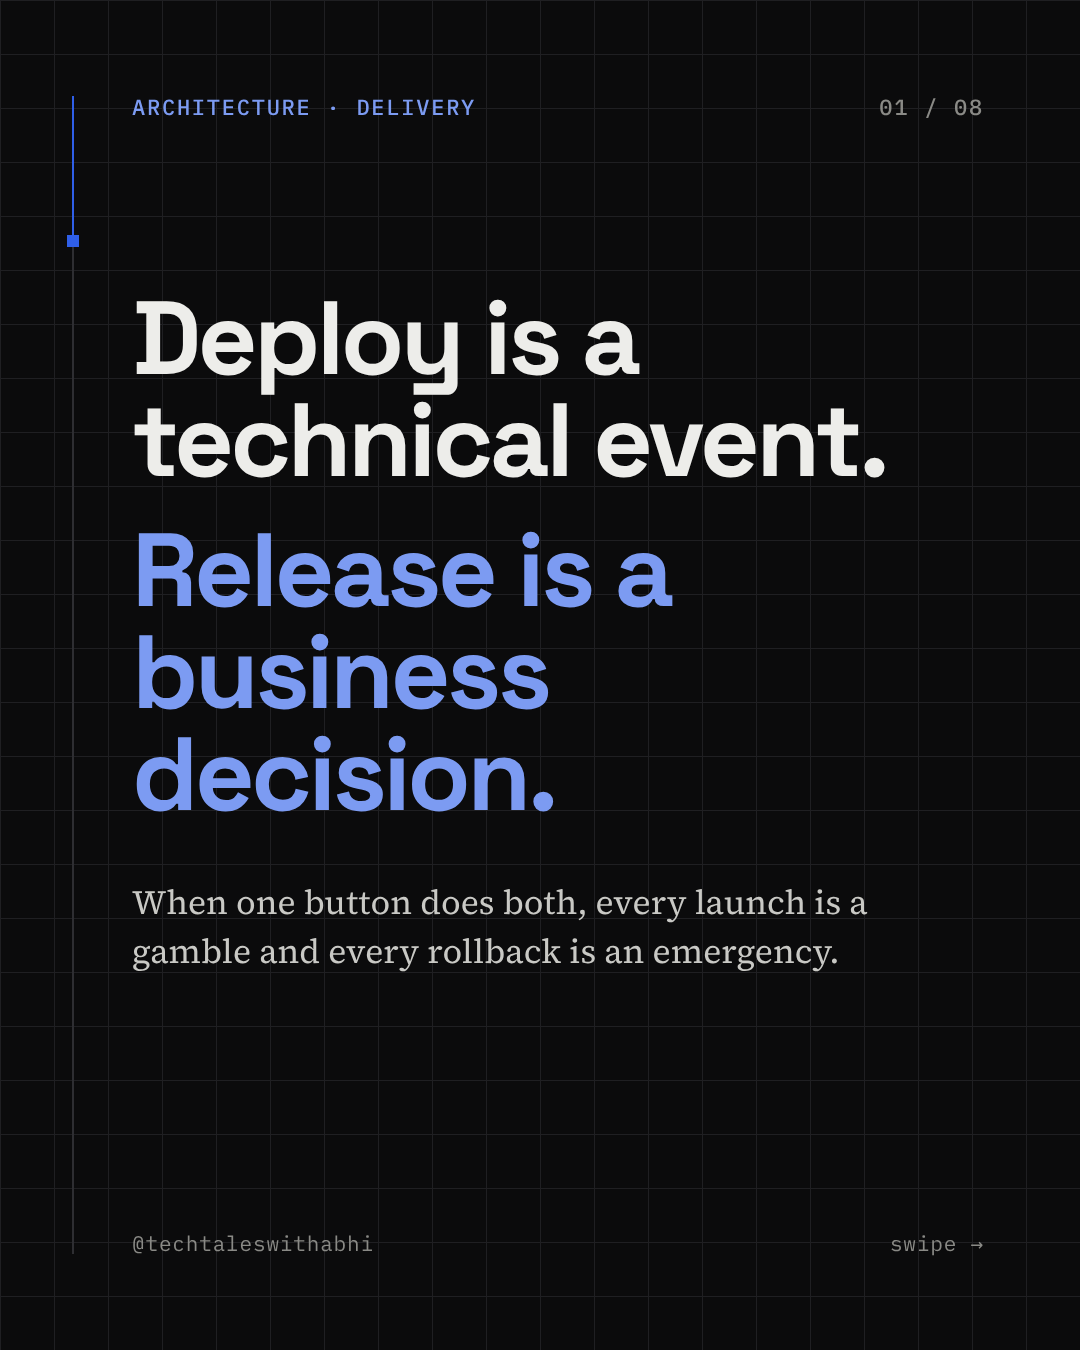 ARCHITECTURE · DELIVERY
01 / 08
Deploy is a
technical event.
Release is a
business
decision.
When one button does both, every launch is a
gamble and every rollback is an emergency.
@techtaleswithabhi
swipe →